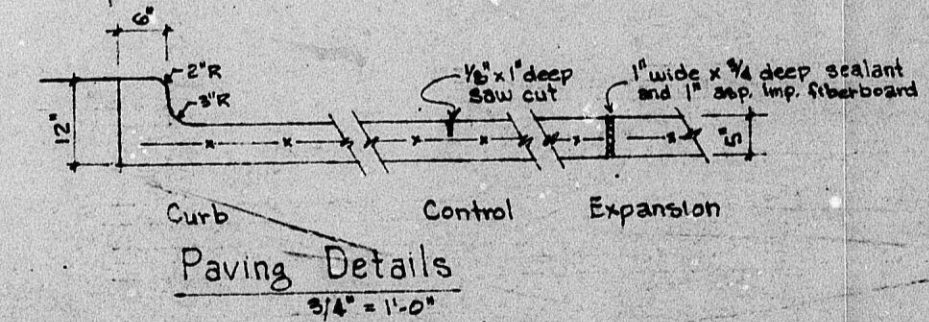 6"
2"R
3"R
12"
1/8" x 1" deep
saw cut
1" wide x 3/4 deep sealant
and 1" asp. imp. fiberboard
5"
Curb
Control
Expansion
Paving Details
3/4" = 1'-0"